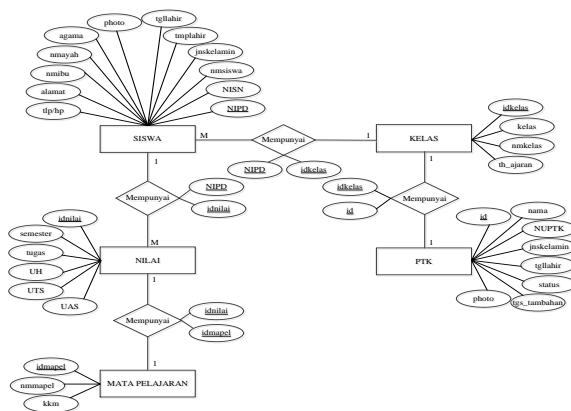 photo
tgllahir
agama
tmplahir
nmayah
jnskelamin
nmibu
nmsiswa
alamat
NISN
tlp/hp
NIPD
SISWA
M
Mempunyai
1
KELAS
idkelas
kelas
nmkelas
th_ajaran
NIPD
idkelas
1
1
Mempunyai
NIPD
idnilai
idkelas
id
Mempunyai
idnilai
semester
tugas
UH
UTS
UAS
M
NILAI
1
1
PTK
id
nama
NUPTK
jnskelamin
tgllahir
status
tgs_tambahan
photo
Mempunyai
idnilai
idmapel
1
idmapel
nmmapel
kkm
MATA PELAJARAN